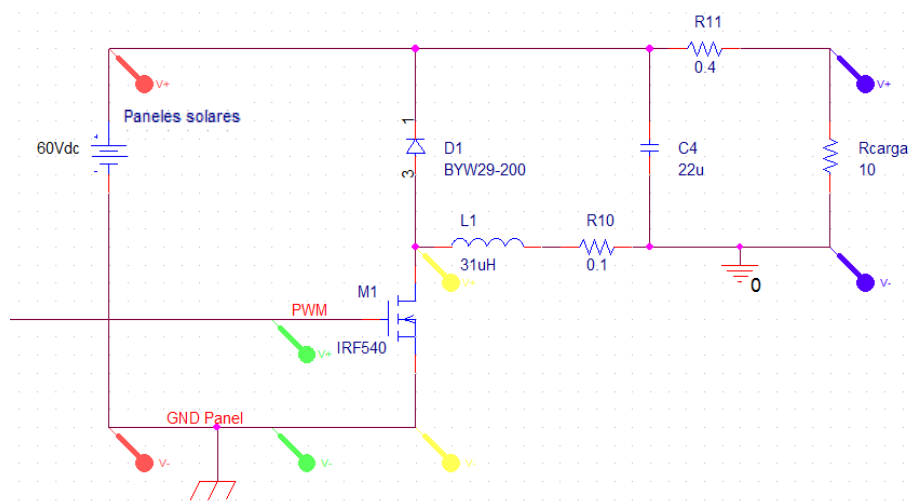 R11
0.4
V+
V+
Paneles solares
60Vdc
+
-
1
D1
BYW29-200
3
C4
22u
Rcarga
10
L1
31uH
R10
0.1
V+
0
V-
M1
PWM
IRF540
V+
GND Panel
V-
V-
V-